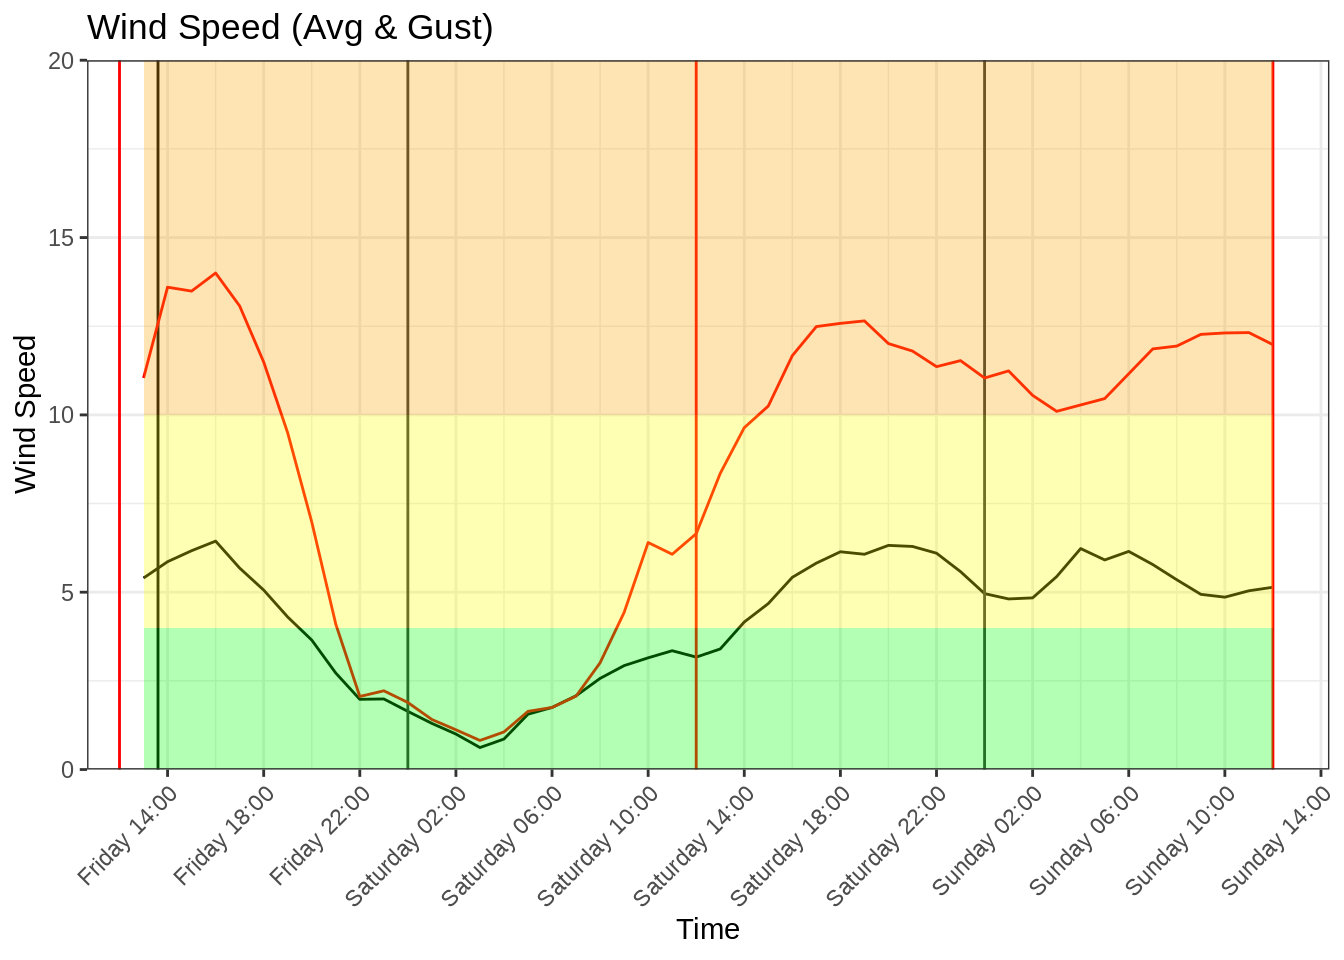 Wind Speed (Avg & Gust)
20
15
10
5
0
Wind Speed
Friday 14:00
Friday 18:00
Friday 22:00
Saturday 02:00
Saturday 06:00
Saturday 10:00
Saturday 14:00
Saturday 18:00
Saturday 22:00
Sunday 02:00
Sunday 06:00
Sunday 10:00
Sunday 14:00
Time